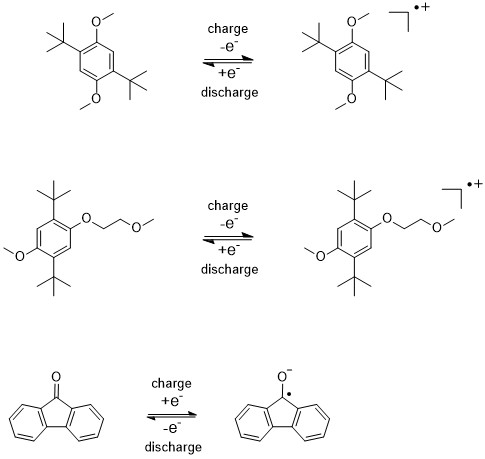 •+
O O
charge
-e⁻
+e⁻
discharge
O O
•+
charge
O O
-e⁻
O O
+e⁻
O O
discharge
O O⁻
charge
+e⁻
•
-e⁻
discharge